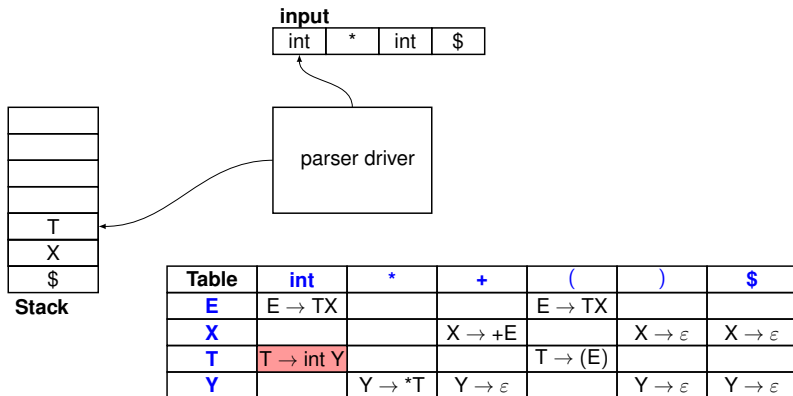 input
int * int $
parser driver
T
X
$
Stack
Table int * + ( ) $
E E → TX E → TX
X X → +E X → ε X → ε
T T → int Y T → (E)
Y Y → *T Y → ε Y → ε Y → ε